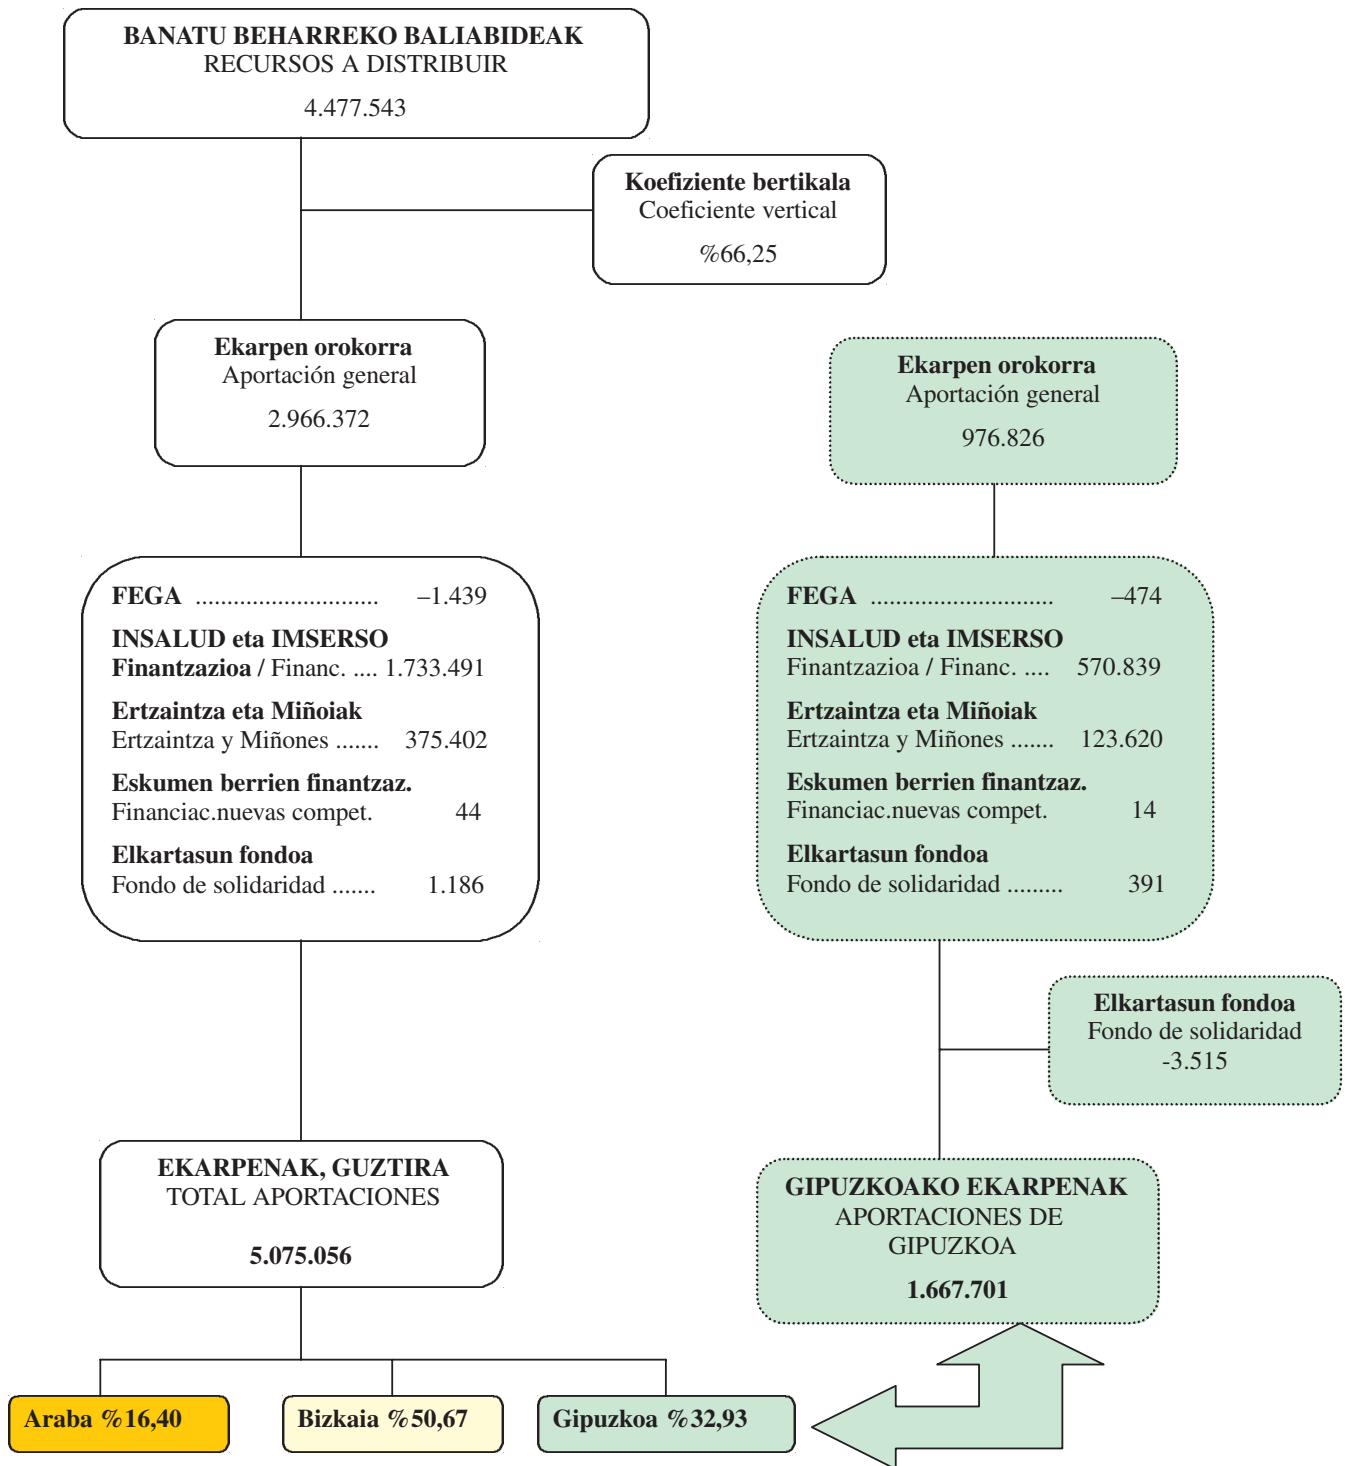 BANATU BEHARREKO BALIABIDEAK
RECURSOS A DISTRIBUIR
4.477.543
Koefiziente bertikala
Coeficiente vertical
%66,25
Ekarpen orokorra
Aportación general
2.966.372
Ekarpen orokorra
Aportación general
976.826
FEGA ............................. –1.439
INSALUD eta IMSERSO
Finantzazioa / Financ. .... 1.733.491
Ertzaintza eta Miñoiak
Ertzaintza y Miñones ....... 375.402
Eskumen berrien finantzaz.
Financiac.nuevas compet. 44
Elkartasun fondoa
Fondo de solidaridad ....... 1.186
FEGA ............................. –474
INSALUD eta IMSERSO
Finantzazioa / Financ. .... 570.839
Ertzaintza eta Miñoiak
Ertzaintza y Miñones ....... 123.620
Eskumen berrien finantzaz.
Financiac.nuevas compet. 14
Elkartasun fondoa
Fondo de solidaridad ......... 391
Elkartasun fondoa
Fondo de solidaridad
-3.515
EKARPENAK, GUZTIRA
TOTAL APORTACIONES
5.075.056
GIPUZKOAKO EKARPENAK
APORTACIONES DE
GIPUZKOA
1.667.701
Araba %16,40
Bizkaia %50,67
Gipuzkoa %32,93